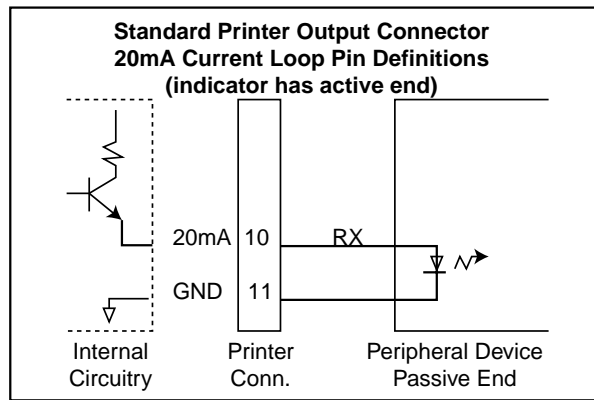 Standard Printer Output Connector
20mA Current Loop Pin Definitions
(indicator has active end)
20mA 10 RX
GND 11
Internal Circuitry
Printer Conn.
Peripheral Device Passive End